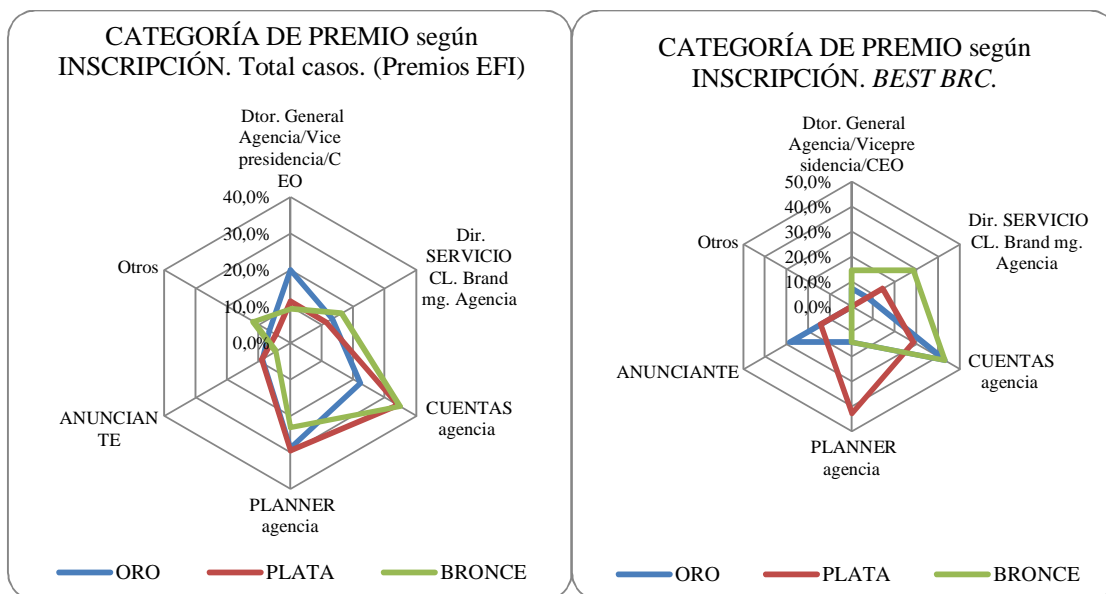 CATEGORÍA DE PREMIO según
INSCRIPCIÓN. Total casos. (Premios EFI)
Dtor. General
Agencia/Vice
presidencia/C
EO
40,0%
30,0%
20,0%
10,0%
0,0%
Dir.
SERVICIO
CL. Brand
mg. Agencia
CUENTAS
agencia
PLANNER
agencia
ANUNCIAN
TE
Otros
ORO PLATA BRONCE
CATEGORÍA DE PREMIO según
INSCRIPCIÓN. BEST BRC.
Dtor. General
Agencia/Vicepre
sidencia/CEO
50,0%
40,0%
30,0%
20,0%
10,0%
0,0%
Dir. SERVICIO
CL. Brand mg.
Agencia
CUENTAS
agencia
PLANNER
agencia
ANUNCIANTE
Otros
ORO PLATA BRONCE